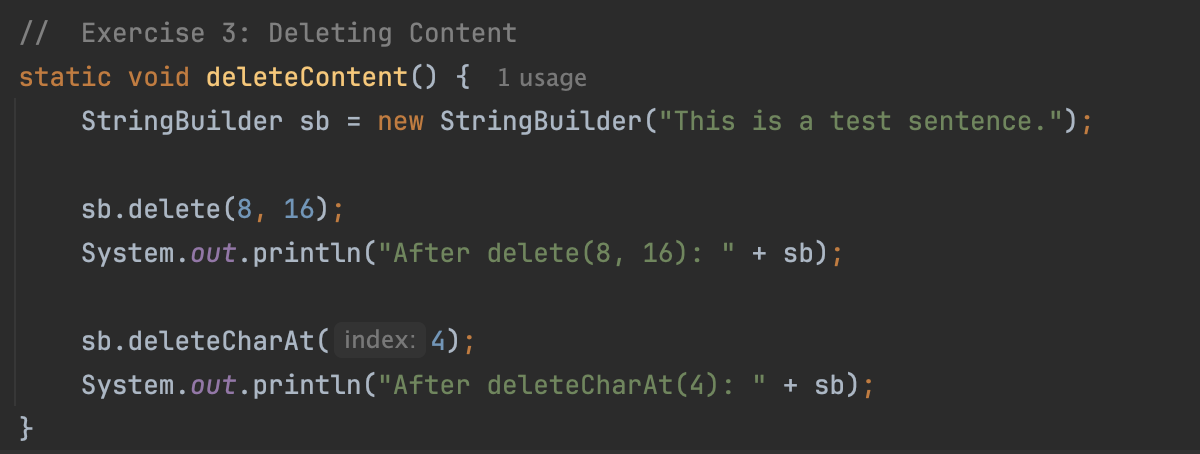 //  Exercise 3: Deleting Content
static void deleteContent() {  1 usage
    StringBuilder sb = new StringBuilder("This is a test sentence.");

    sb.delete(8, 16);
    System.out.println("After delete(8, 16): " + sb);

    sb.deleteCharAt( index: 4);
    System.out.println("After deleteCharAt(4): " + sb);
}